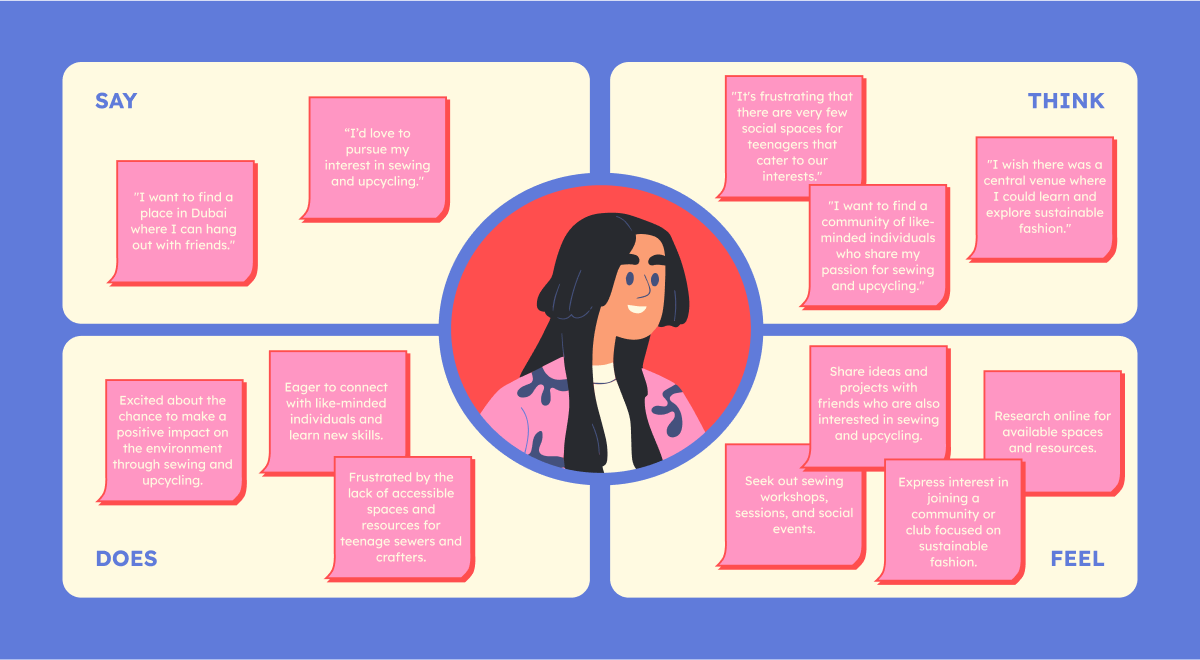 SAY
"I want to find a
place in Dubai
where I can hang
out with friends."
“I’d love to
pursue my
interest in sewing
and upcycling."
THINK
"It's frustrating that
there are very few
social spaces for
teenagers that
cater to our
interests."
"I want to find a
community of like-
minded individuals
who share my
passion for sewing
and upcycling."
"I wish there was a
central venue where
I could learn and
explore sustainable
fashion."
Excited about the
chance to make a
positive impact on
the environment
through sewing and
upcycling.
Eager to connect
with like-minded
individuals and
learn new skills.
Frustrated by the
lack of accessible
spaces and
resources for
teenage sewers and
crafters.
DOES
Seek out sewing
workshops,
sessions, and social
events.
Share ideas and
projects with
friends who are also
interested in sewing
and upcycling.
Express interest in
joining a
community or
club focused on
sustainable
fashion.
Research online for
available spaces
and resources.
FEEL